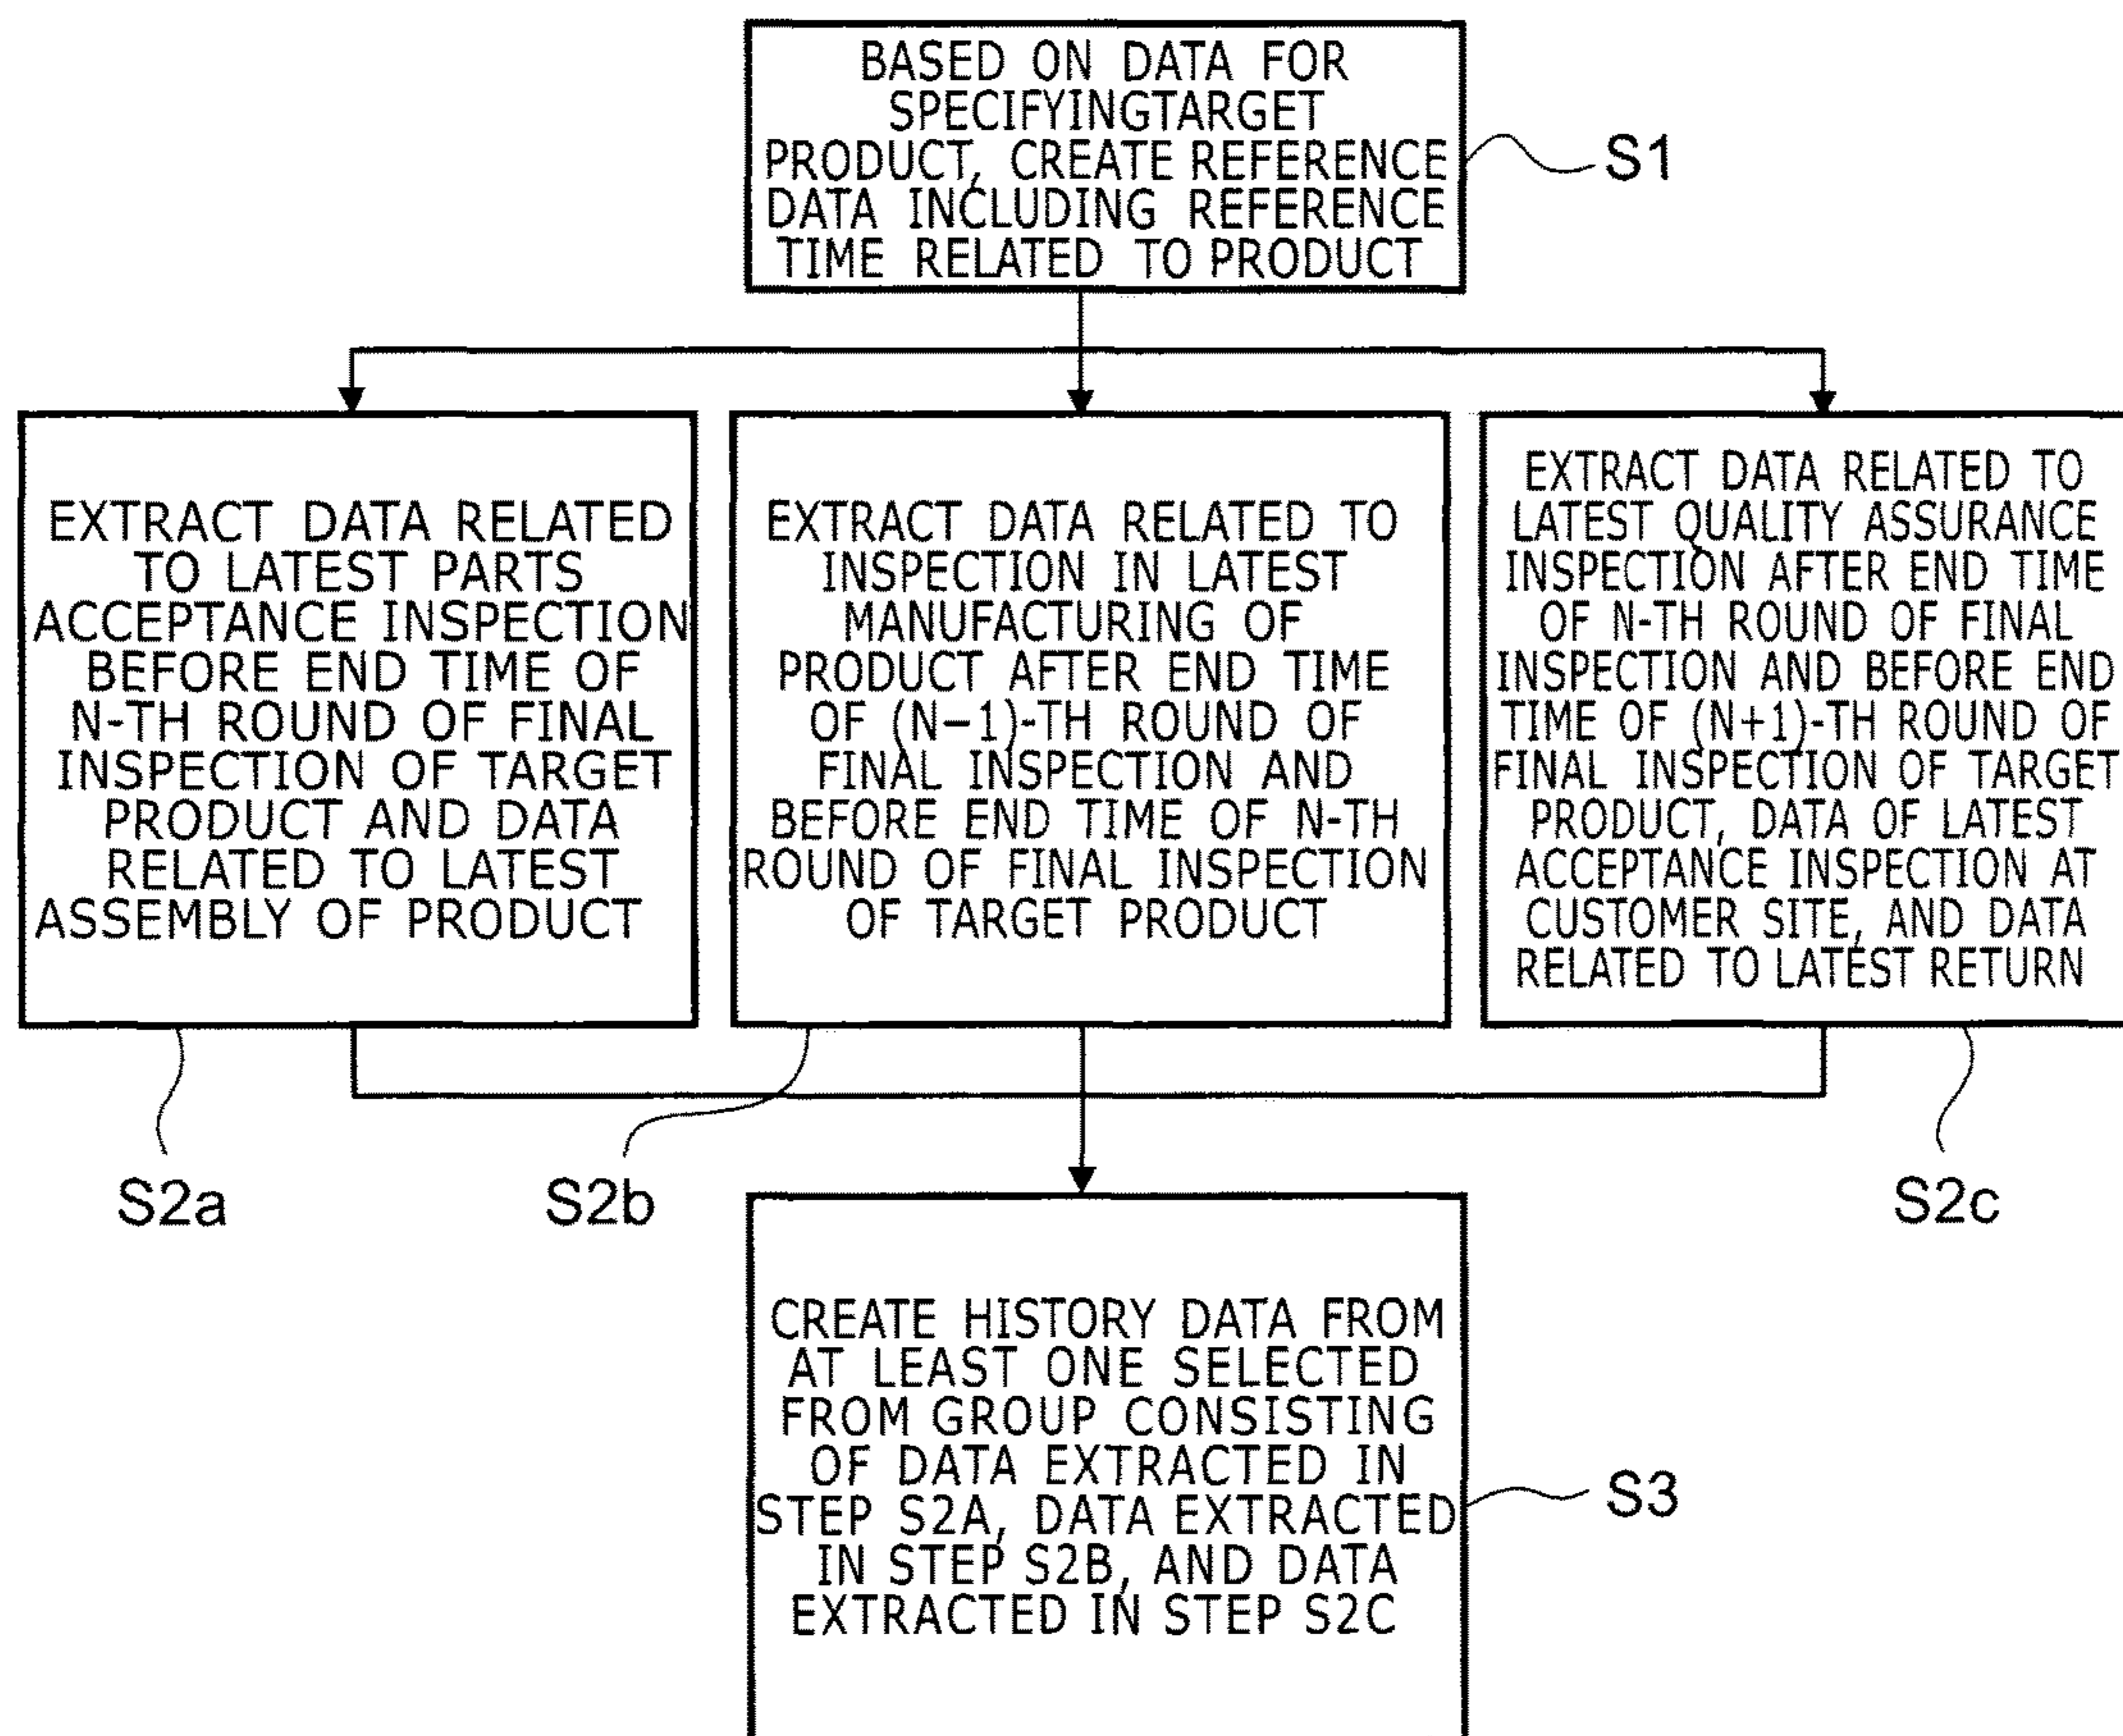 BASED ON DATA FOR
SPECIFYINGTARGET
PRODUCT, CREATE REFERENCE
DATA INCLUDING REFERENCE
TIME RELATED TO PRODUCT
S1
EXTRACT DATA RELATED
TO LATEST PARTS
ACCEPTANCE INSPECTION
BEFORE END TIME OF
N-TH ROUND OF FINAL
INSPECTION OF TARGET
PRODUCT AND DATA
RELATED TO LATEST
ASSEMBLY OF PRODUCT
S2a
EXTRACT DATA RELATED TO
INSPECTION IN LATEST
MANUFACTURING OF
PRODUCT AFTER END TIME
OF (N−1)-TH ROUND OF
FINAL INSPECTION AND
BEFORE END TIME OF N-TH
ROUND OF FINAL INSPECTION
OF TARGET PRODUCT
S2b
EXTRACT DATA RELATED TO
LATEST QUALITY ASSURANCE
INSPECTION AFTER END TIME
OF N-TH ROUND OF FINAL
INSPECTION AND BEFORE END
TIME OF (N+1)-TH ROUND OF
FINAL INSPECTION OF TARGET
PRODUCT, DATA OF LATEST
ACCEPTANCE INSPECTION AT
CUSTOMER SITE, AND DATA
RELATED TO LATEST RETURN
S2c
CREATE HISTORY DATA FROM
AT LEAST ONE SELECTED
FROM GROUP CONSISTING
OF DATA EXTRACTED IN
STEP S2A, DATA EXTRACTED
IN STEP S2B, AND DATA
EXTRACTED IN STEP S2C
S3